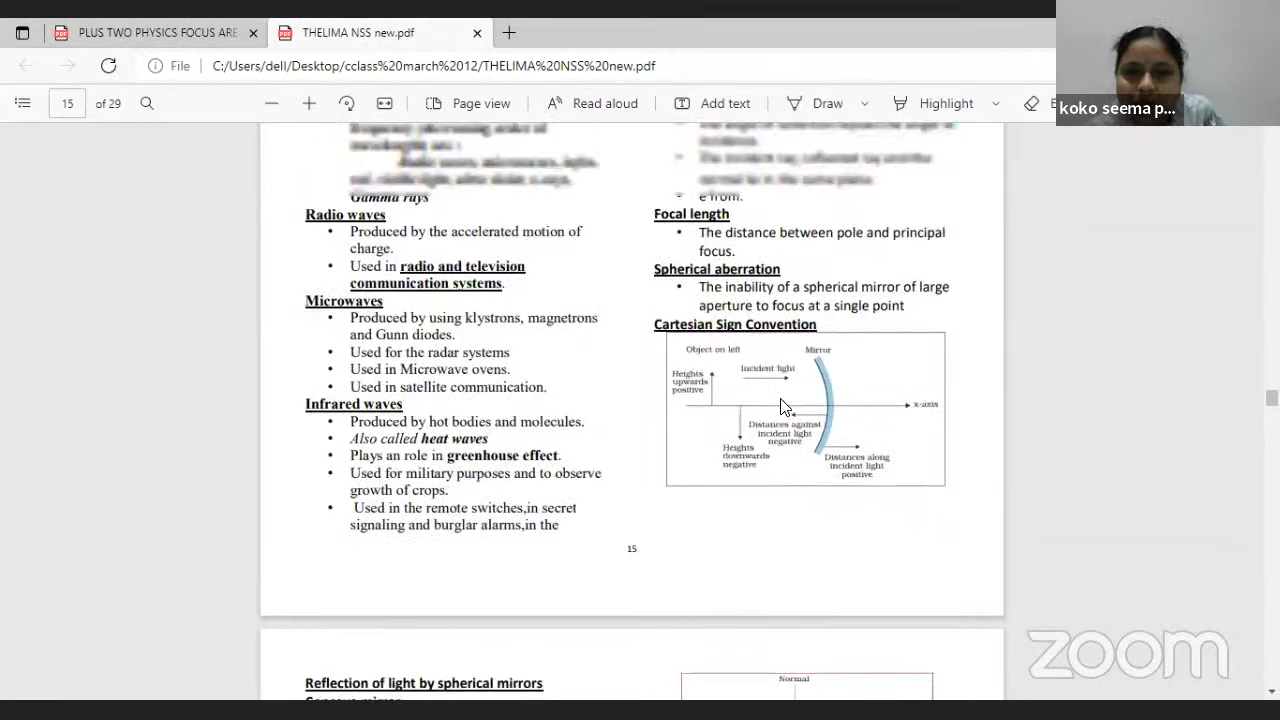 PLUS TWO PHYSICS FOCUS ARE
THELIMA NSS new.pdf
File
C:/Users/dell/Desktop/cclass%20march%2012/THELIMA%20NSS%20new.pdf
15
of 29
Page view
Read aloud
Add text
Draw
Highlight
koko seema p...
Gamma rays
Radio waves
• Produced by the accelerated motion of
charge.
• Used in radio and television
communication systems.
Microwaves
• Produced by using klystrons, magnetrons
and Gunn diodes.
• Used for the radar systems
• Used in Microwave ovens.
• Used in satellite communication.
Infrared waves
• Produced by hot bodies and molecules.
• Also called heat waves
• Plays an role in greenhouse effect.
• Used for military purposes and to observe
growth of crops.
• Used in the remote switches,in secret
signaling and burglar alarms,in the
normal lie in the same plane.
• e from.
Focal length
• The distance between pole and principal
focus.
Spherical aberration
• The inability of a spherical mirror of large
aperture to focus at a single point
Cartesian Sign Convention
Object on left
Mirror
Incident light
Heights
upwards
positive
x-axis
Distances against
incident light
negative
Heights
downwards
negative
Distances along
incident light
positive
15
Reflection of light by spherical mirrors
Concave mirror
Normal
zoom